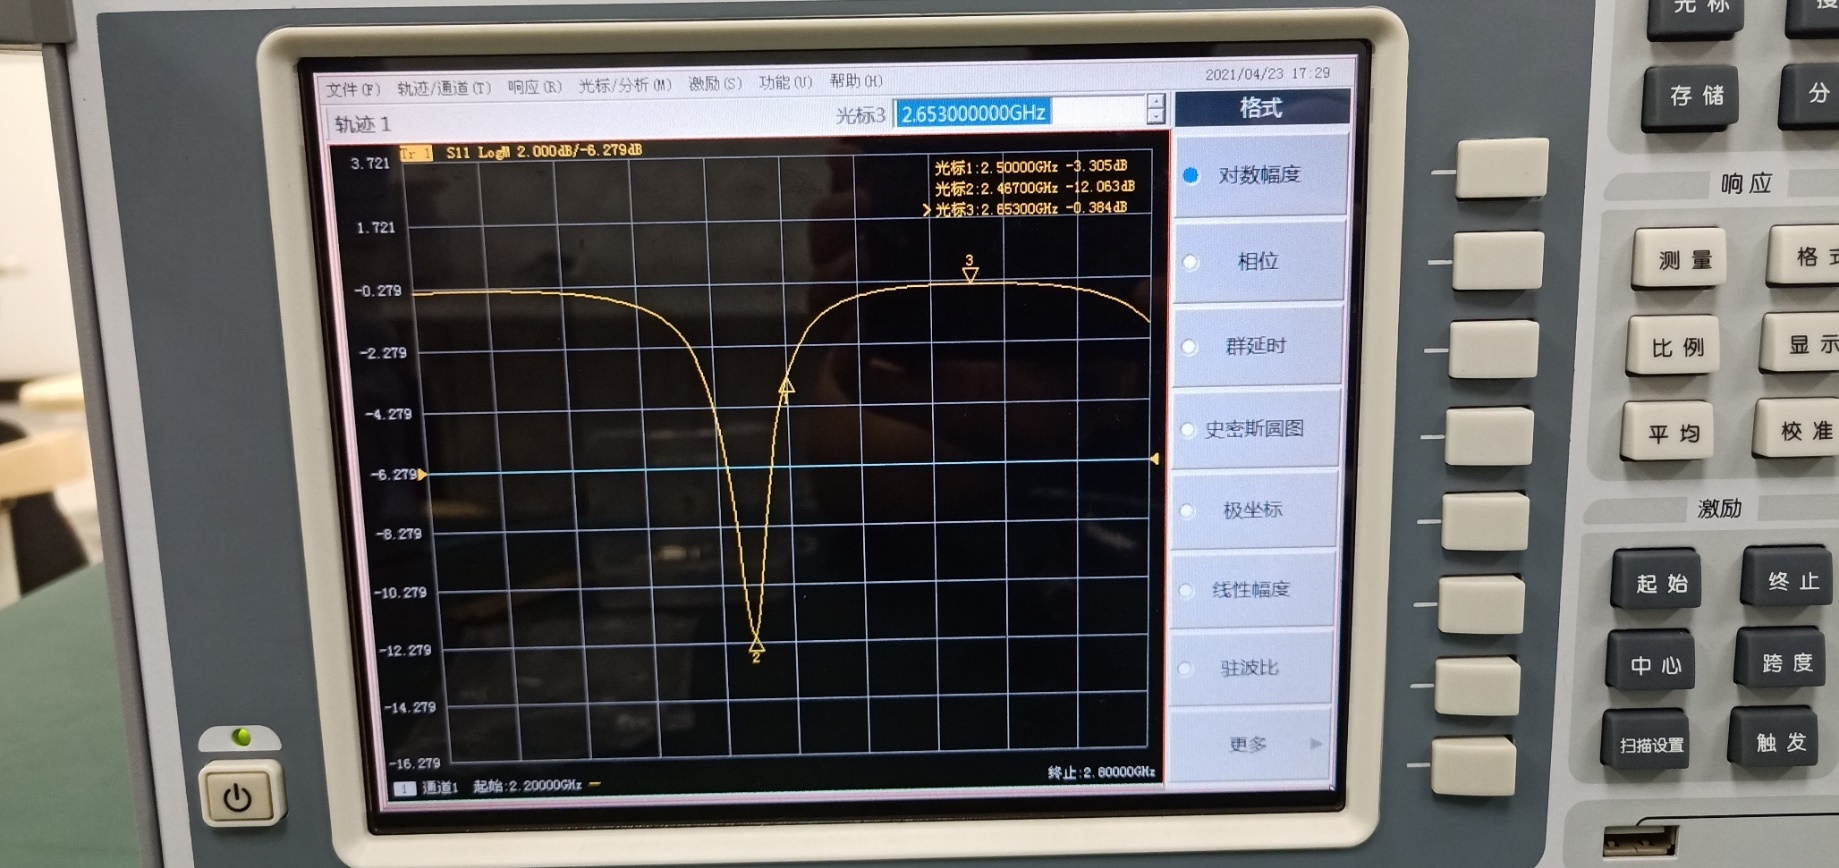 文件(F) 轨迹/通道(T) 响应(R) 光标/分析(M) 激励(S) 功能(U) 帮助(H)
2021/04/23 17:29
轨迹 1
光标3 2.653000000GHz
格式
Tr 1 S11 LogM 2.000dB/-6.279dB
光标1:2.50000GHz -3.305dB
光标2:2.46700GHz -12.063dB
>光标3:2.65300GHz -0.384dB
3.721
1.721
-0.279
-2.279
-4.279
-6.279
-8.279
-10.279
-12.279
-14.279
-16.279
3
1
2
1 通道1 起始:2.20000GHz
终止:2.80000GHz
对数幅度
相位
群延时
史密斯圆图
极坐标
线性幅度
驻波比
更多
光标
存储
分
响应
测量
格式
比例
显示
平均
校准
激励
起始
终止
中心
跨度
扫描设置
触发